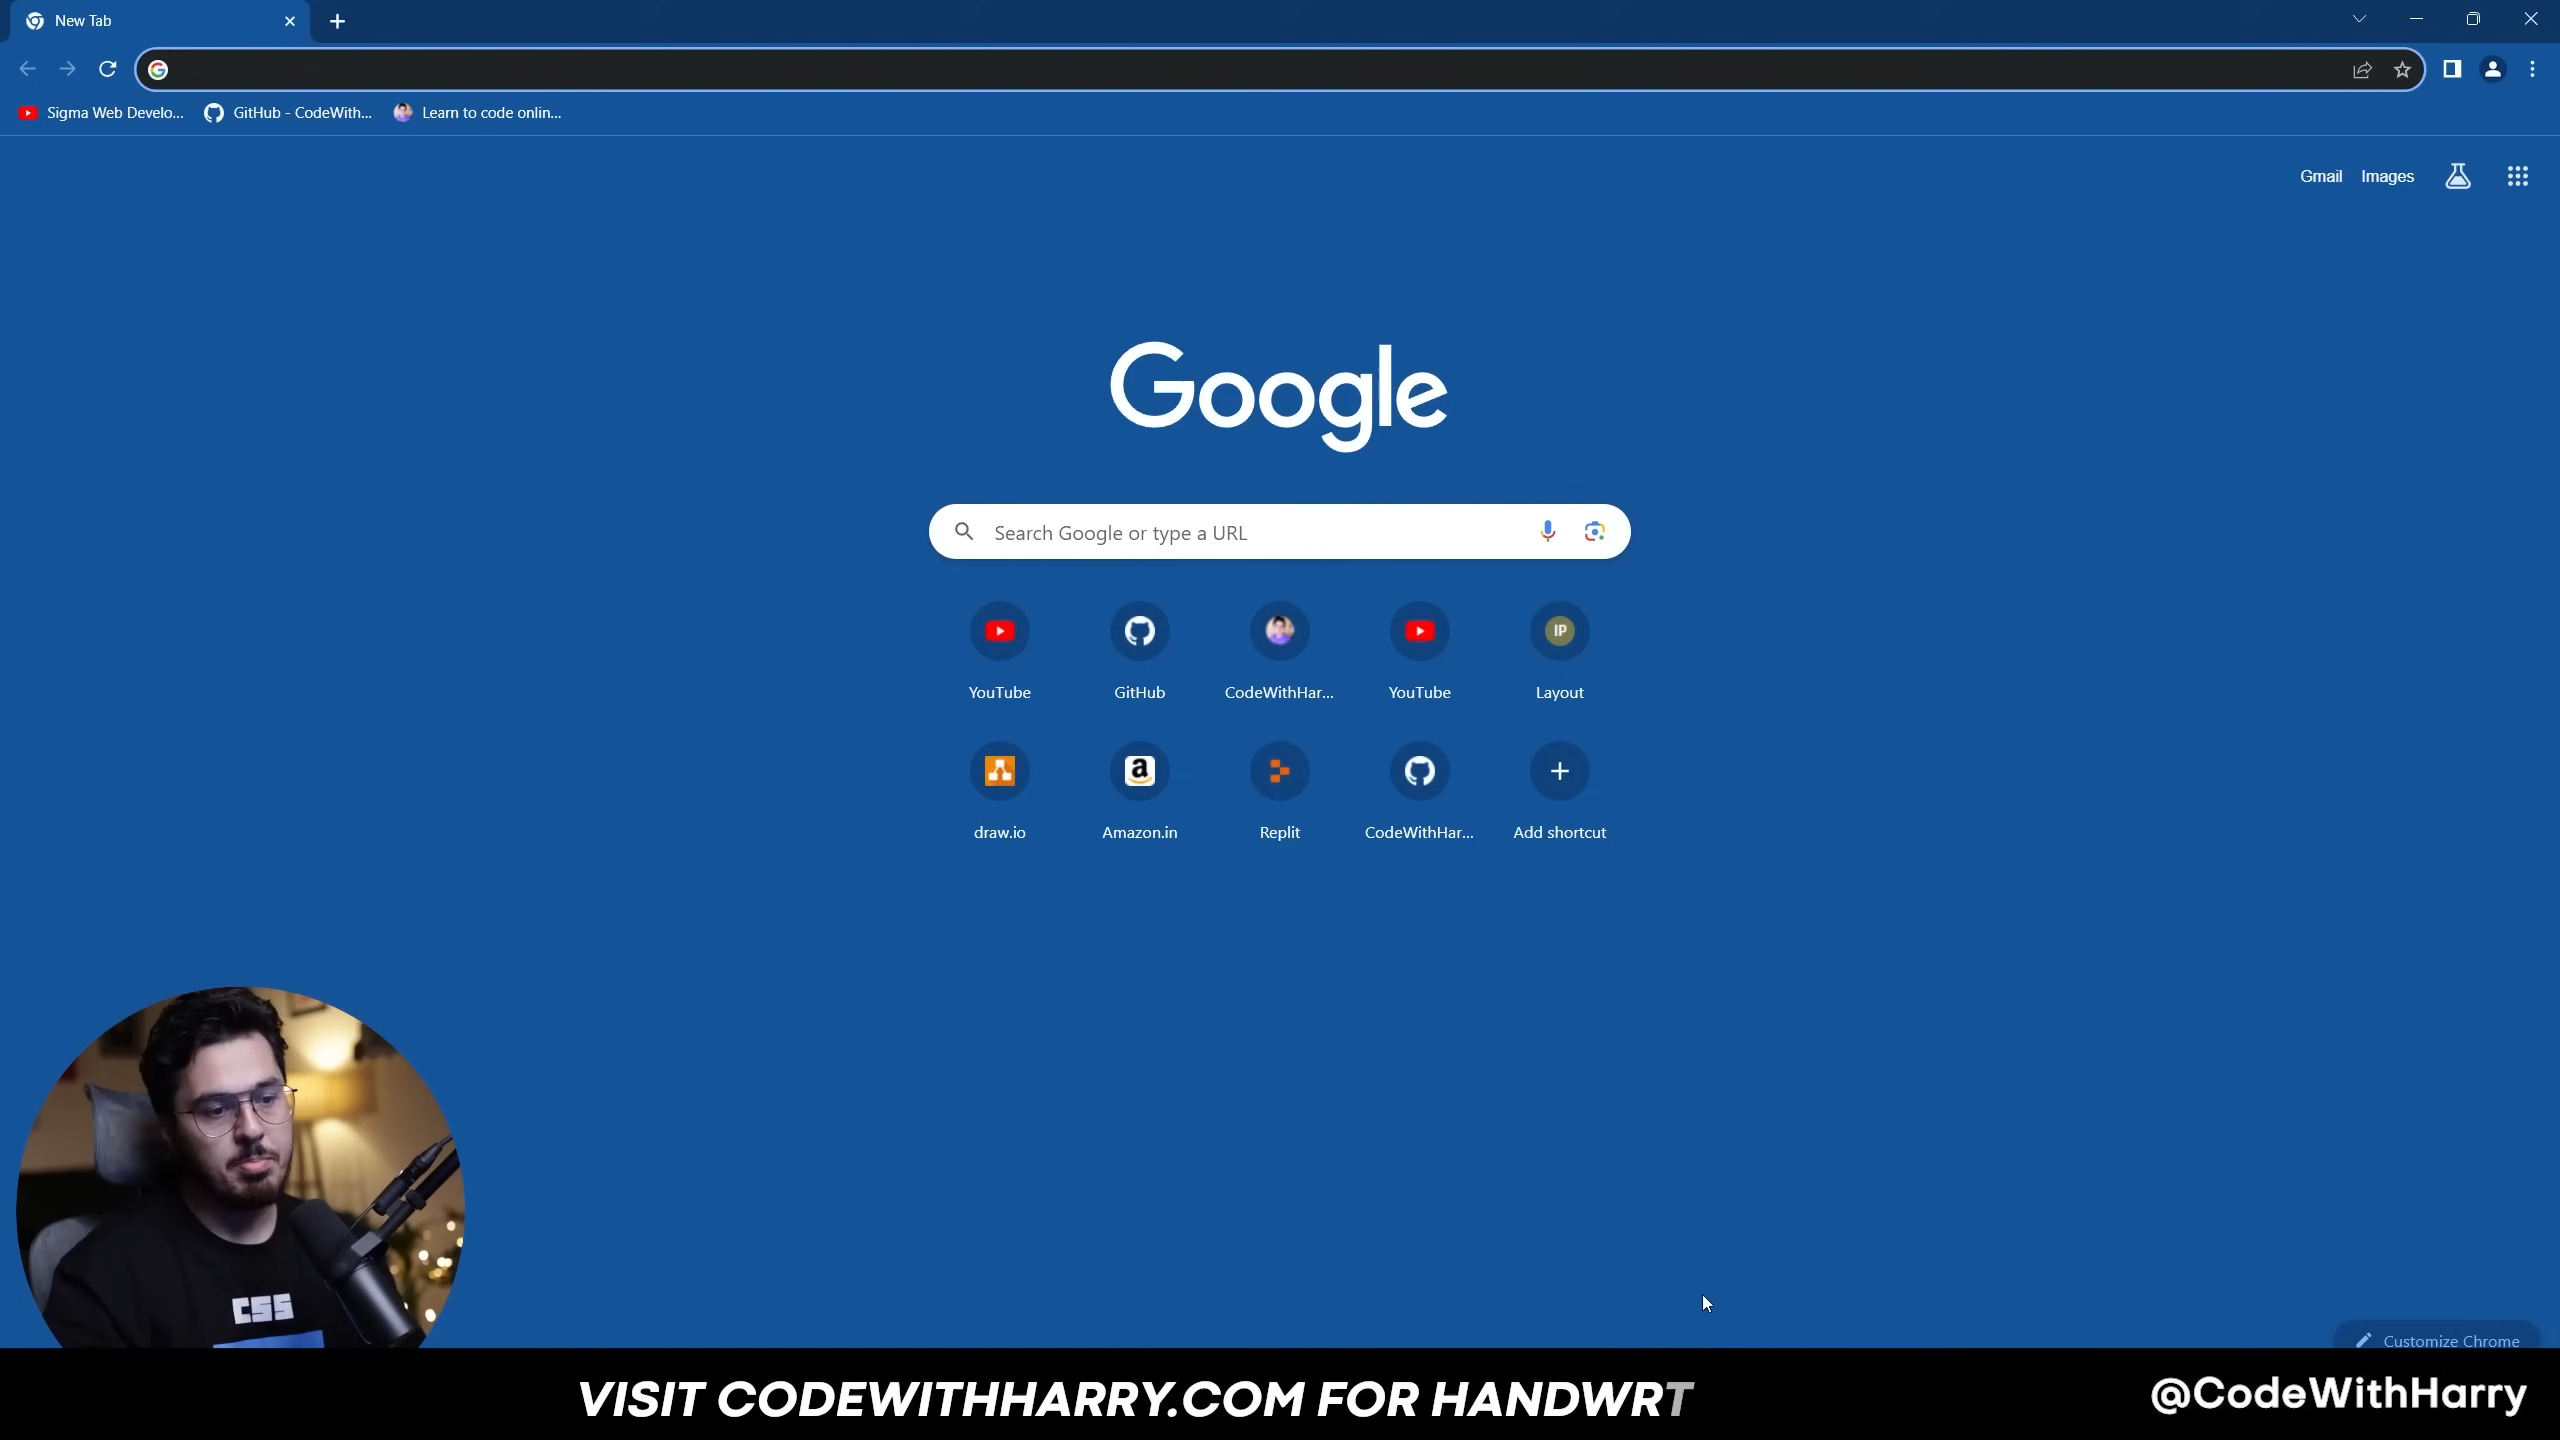 New Tab
Sigma Web Develo...
GitHub - CodeWith...
Learn to code onlin...
Gmail
Images
Google
Search Google or type a URL
IP
YouTube
GitHub
CodeWithHar...
YouTube
Layout
a
draw.io
Amazon.in
Replit
CodeWithHar...
Add shortcut
CSS
Customize Chrome
VISIT CODEWITHHARRY.COM FOR HANDWRT
@CodeWithHarry